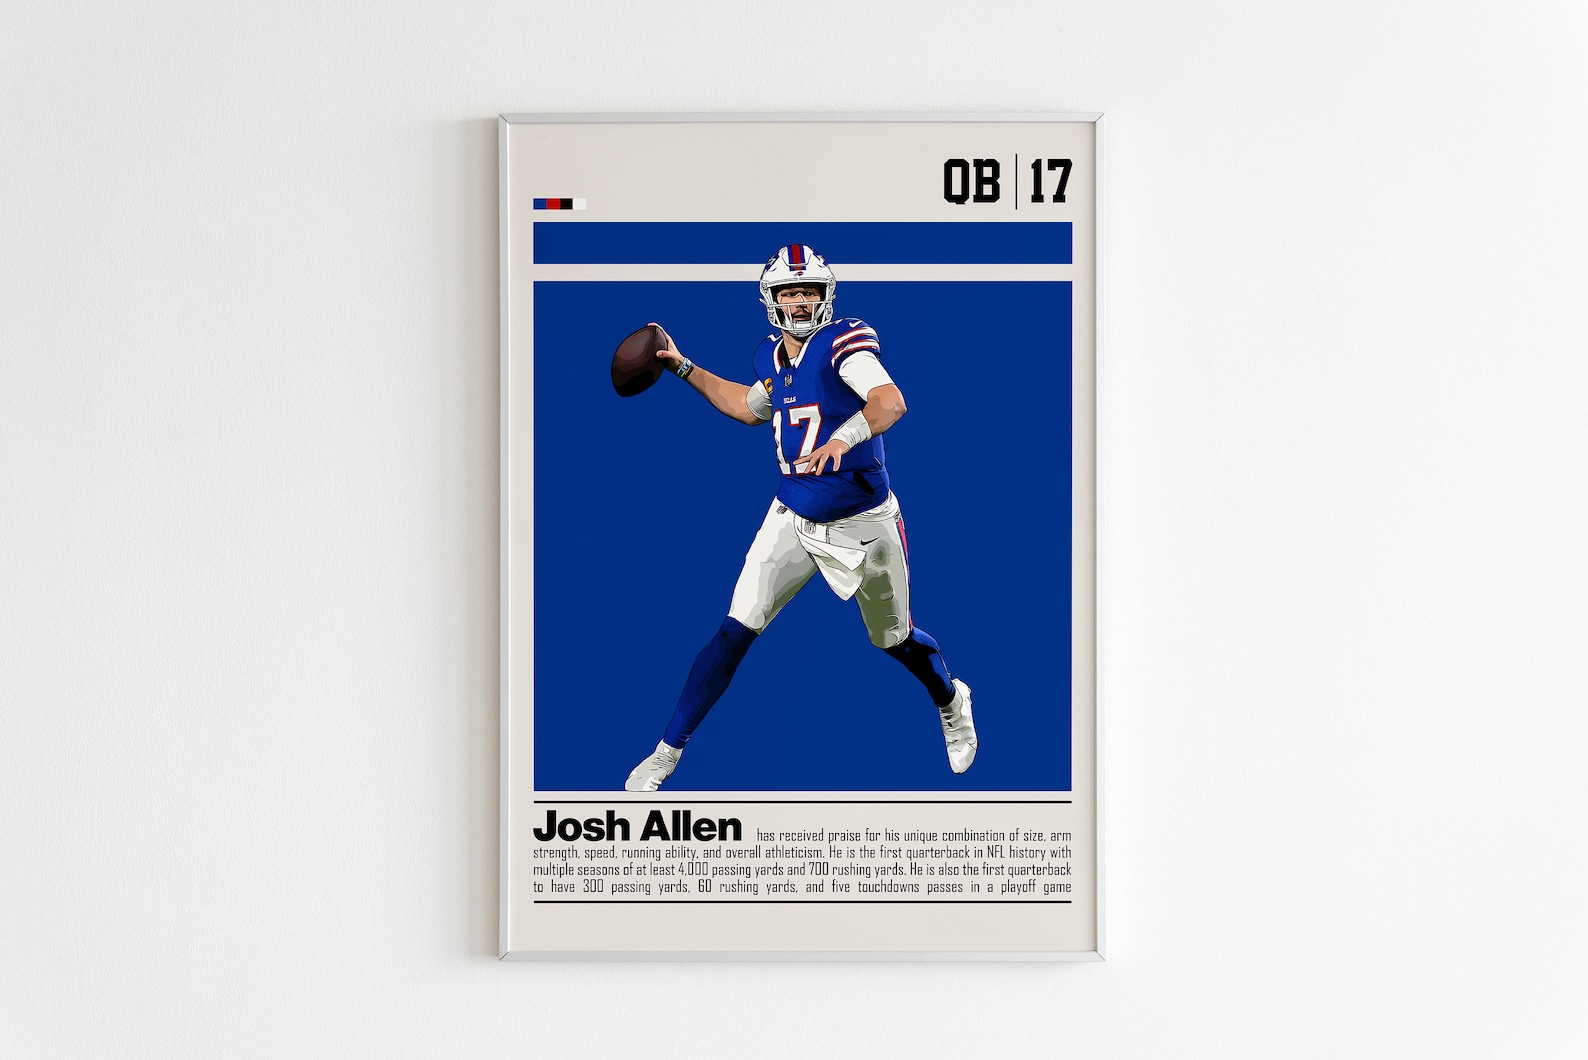 QB | 17
BILLS
17
Josh Allen has received praise for his unique combination of size, arm
strength, speed, running ability, and overall athleticism. He is the first quarterback in NFL history with
multiple seasons of at least 4,000 passing yards and 700 rushing yards. He is also the first quarterback
to have 300 passing yards, 60 rushing yards, and five touchdowns passes in a playoff game